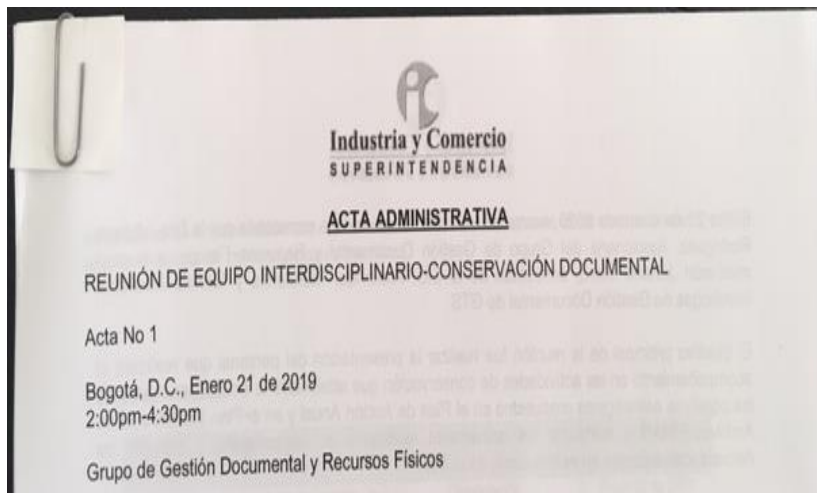 Industria y Comercio
SUPERINTENDENCIA
ACTA ADMINISTRATIVA
REUNIÓN DE EQUIPO INTERDISCIPLINARIO-CONSERVACIÓN DOCUMENTAL
Acta No 1
Bogotá, D.C., Enero 21 de 2019
2:00pm-4:30pm
Grupo de Gestión Documental y Recursos Físicos